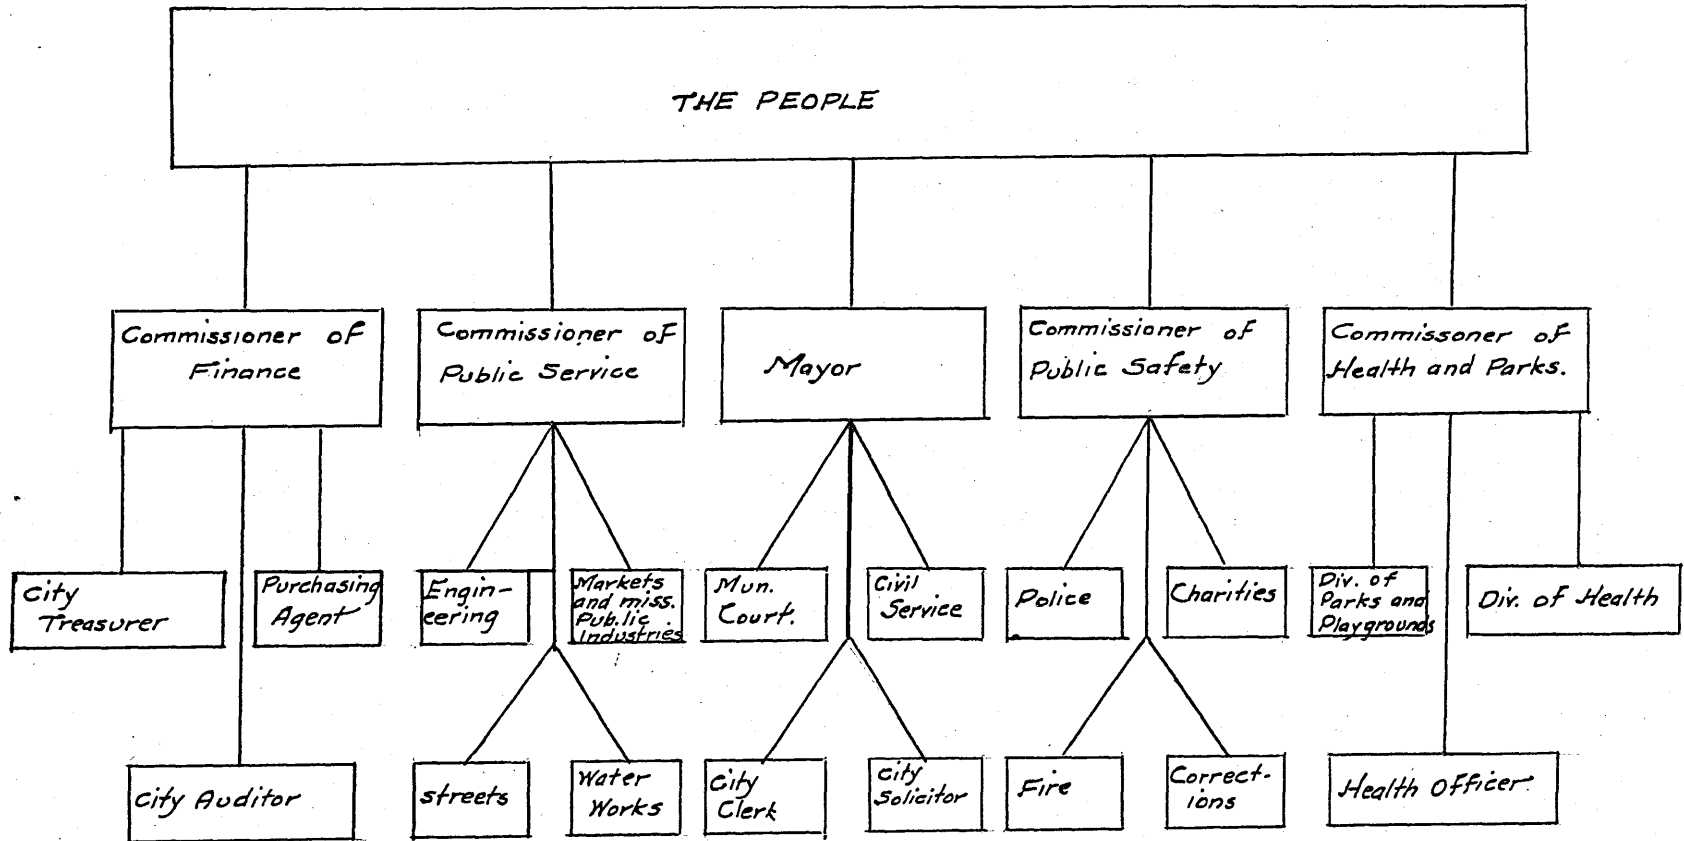 THE PEOPLE
Commissioner of
Finance
Commissioner of
Public Service
Mayor
Commissioner of
Public Safety
Commissoner of
Health and Parks.
City
Treasurer
Purchasing
Agent
Engin-
eering
Markets
and miss.
Public
Industries
Mun.
Court.
Civil
Service
Police
Charities
Div. of
Parks and
Playgrounds
Div. of Health
City Auditor
Streets
Water
Works
City
Clerk
City
Solicitor
Fire
Correct-
ions
Health Officer